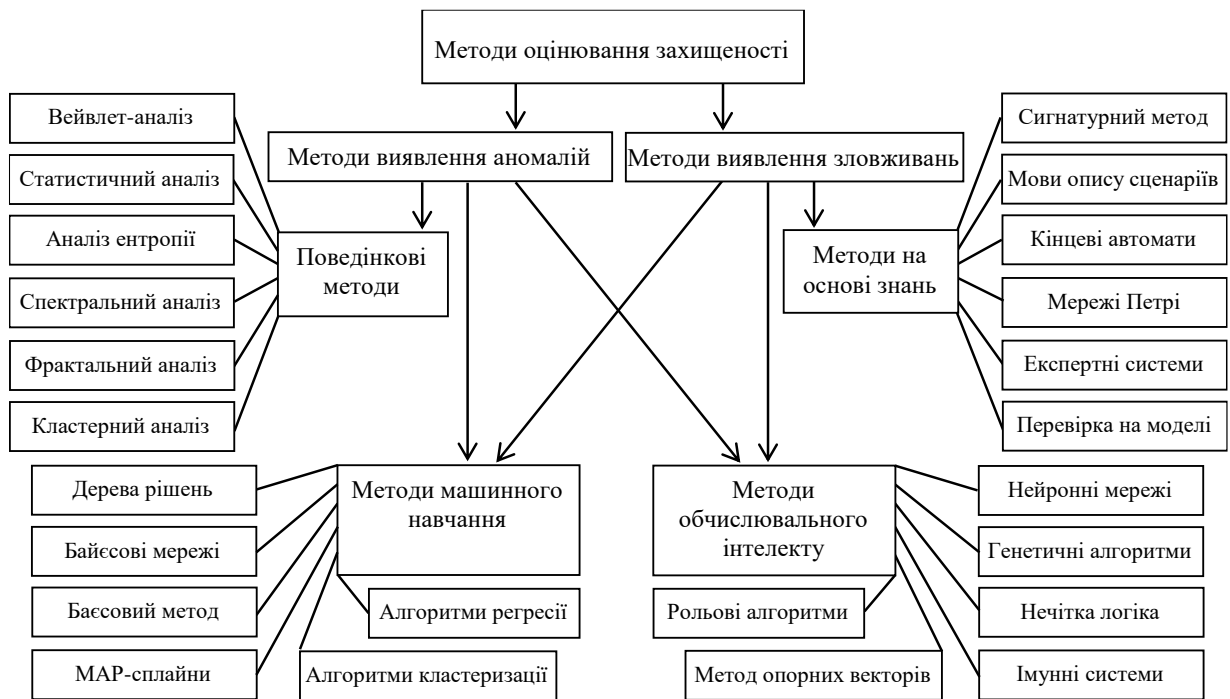 Методи оцінювання захищеності
Вейвлет-аналіз
Сигнатурний метод
Методи виявлення аномалій
Методи виявлення зловживань
Статистичний аналіз
Мови опису сценаріїв
Аналіз ентропії
Поведінкові
методи
Методи на
основі знань
Кінцеві автомати
Спектральний аналіз
Мережі Петрі
Фрактальний аналіз
Експертні системи
Кластерний аналіз
Перевірка на моделі
Дерева рішень
Методи машинного
навчання
Методи
обчислювального
інтелекту
Нейронні мережі
Байєсові мережі
Генетичні алгоритми
Баєсовий метод
Алгоритми регресії
Рольові алгоритми
Нечітка логіка
МАР-сплайни
Алгоритми кластеризації
Метод опорних векторів
Імунні системи